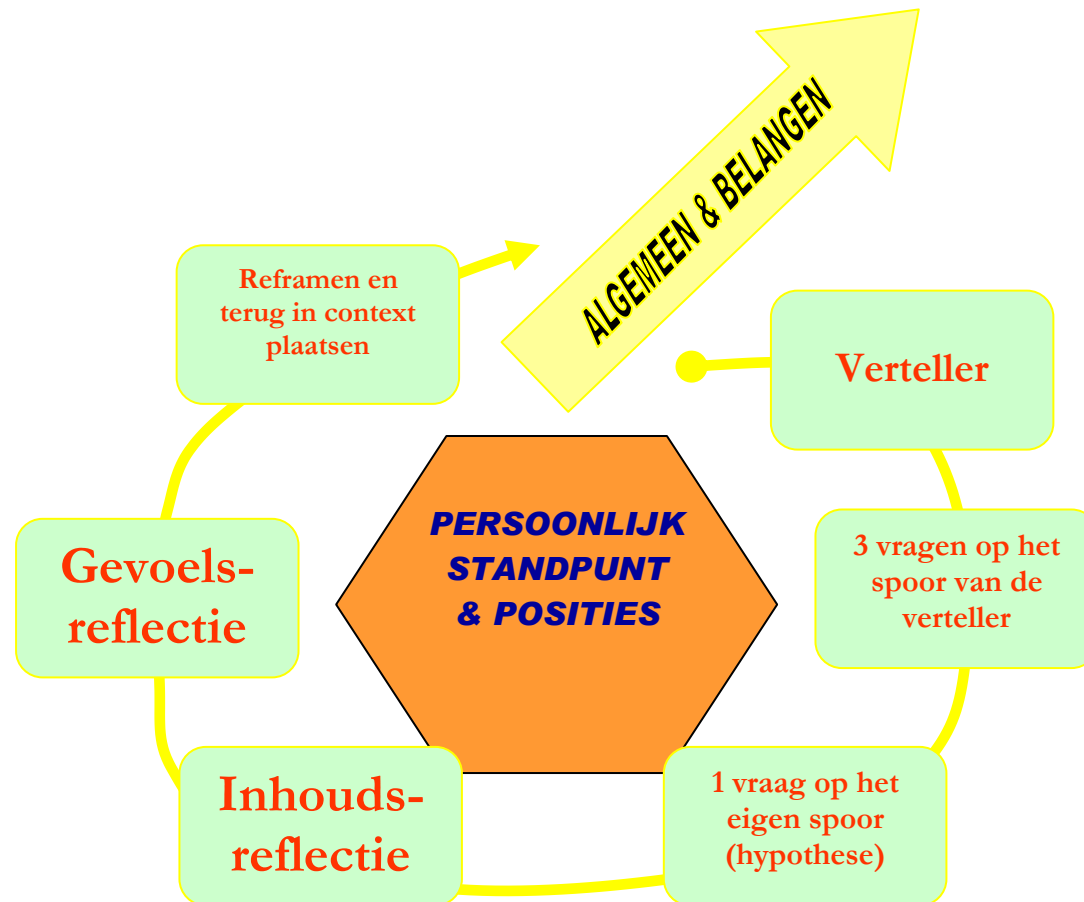 ALGEMEEN & BELANGEN
Reframen en
terug in context
plaatsen
Verteller
PERSOONLIJK
STANDPUNT
& POSITIES
Gevoels-
reflectie
3 vragen op het
spoor van de
verteller
Inhouds-
reflectie
1 vraag op het
eigen spoor
(hypothese)